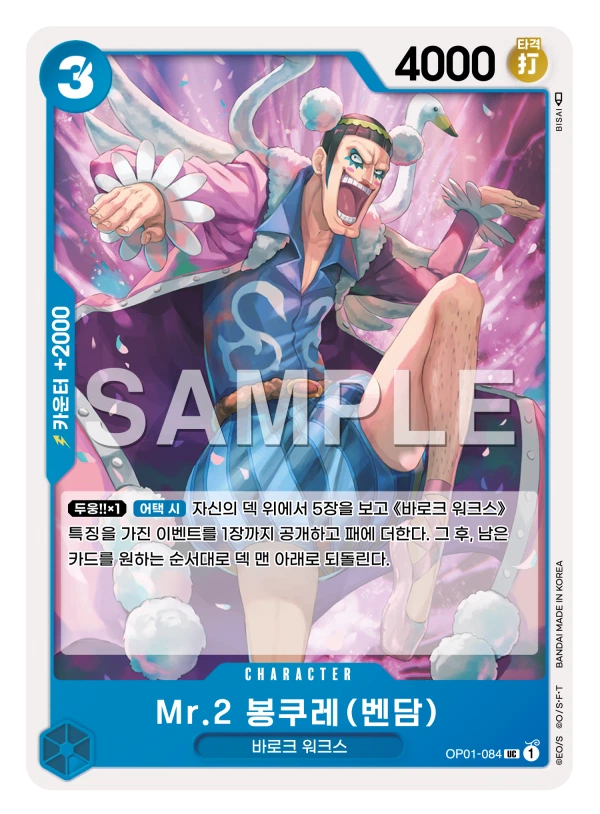 3
4000
타격
打
BISAI
카운터 +2000
SAMPLE
두웅!!×1 어택 시 자신의 덱 위에서 5장을 보고 《바로크 워크스》
특징을 가진 이벤트를 1장까지 공개하고 패에 더한다. 그 후, 남은
카드를 원하는 순서대로 덱 맨 아래로 되돌린다.
CHARACTER
Mr.2 봉쿠레(벤담)
바로크 워크스
OP01-084 UC 1
©EO/S ©O/S·F·T BANDAI MADE IN KOREA